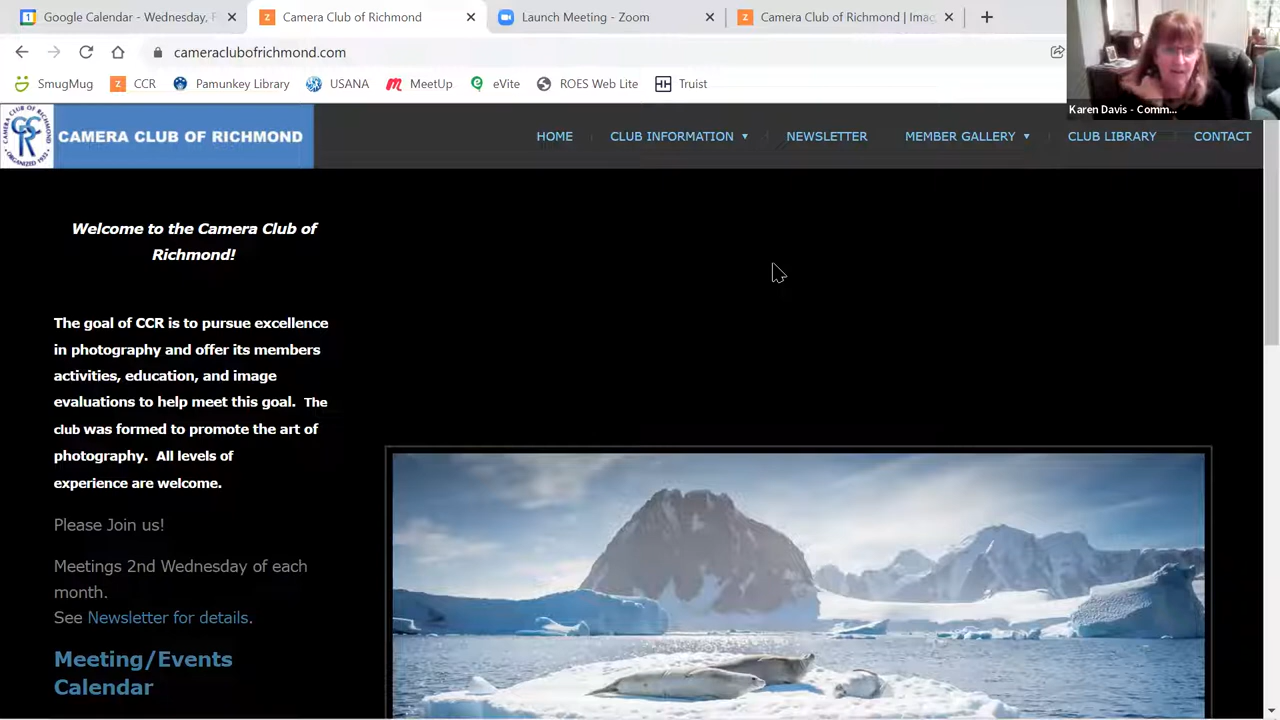 Google Calendar - Wednesday, F
Camera Club of Richmond
Launch Meeting - Zoom
Camera Club of Richmond | Imag
cameraclubofrichmond.com
SmugMug
CCR
Pamunkey Library
USANA
MeetUp
eVite
ROES Web Lite
Truist
Karen Davis - Comm...
CAMERA CLUB OF RICHMOND
HOME
CLUB INFORMATION
NEWSLETTER
MEMBER GALLERY
CLUB LIBRARY
CONTACT
Welcome to the Camera Club of
Richmond!
The goal of CCR is to pursue excellence
in photography and offer its members
activities, education, and image
evaluations to help meet this goal. The
club was formed to promote the art of
photography. All levels of
experience are welcome.
Please Join us!
Meetings 2nd Wednesday of each
month.
See Newsletter for details.
Meeting/Events
Calendar